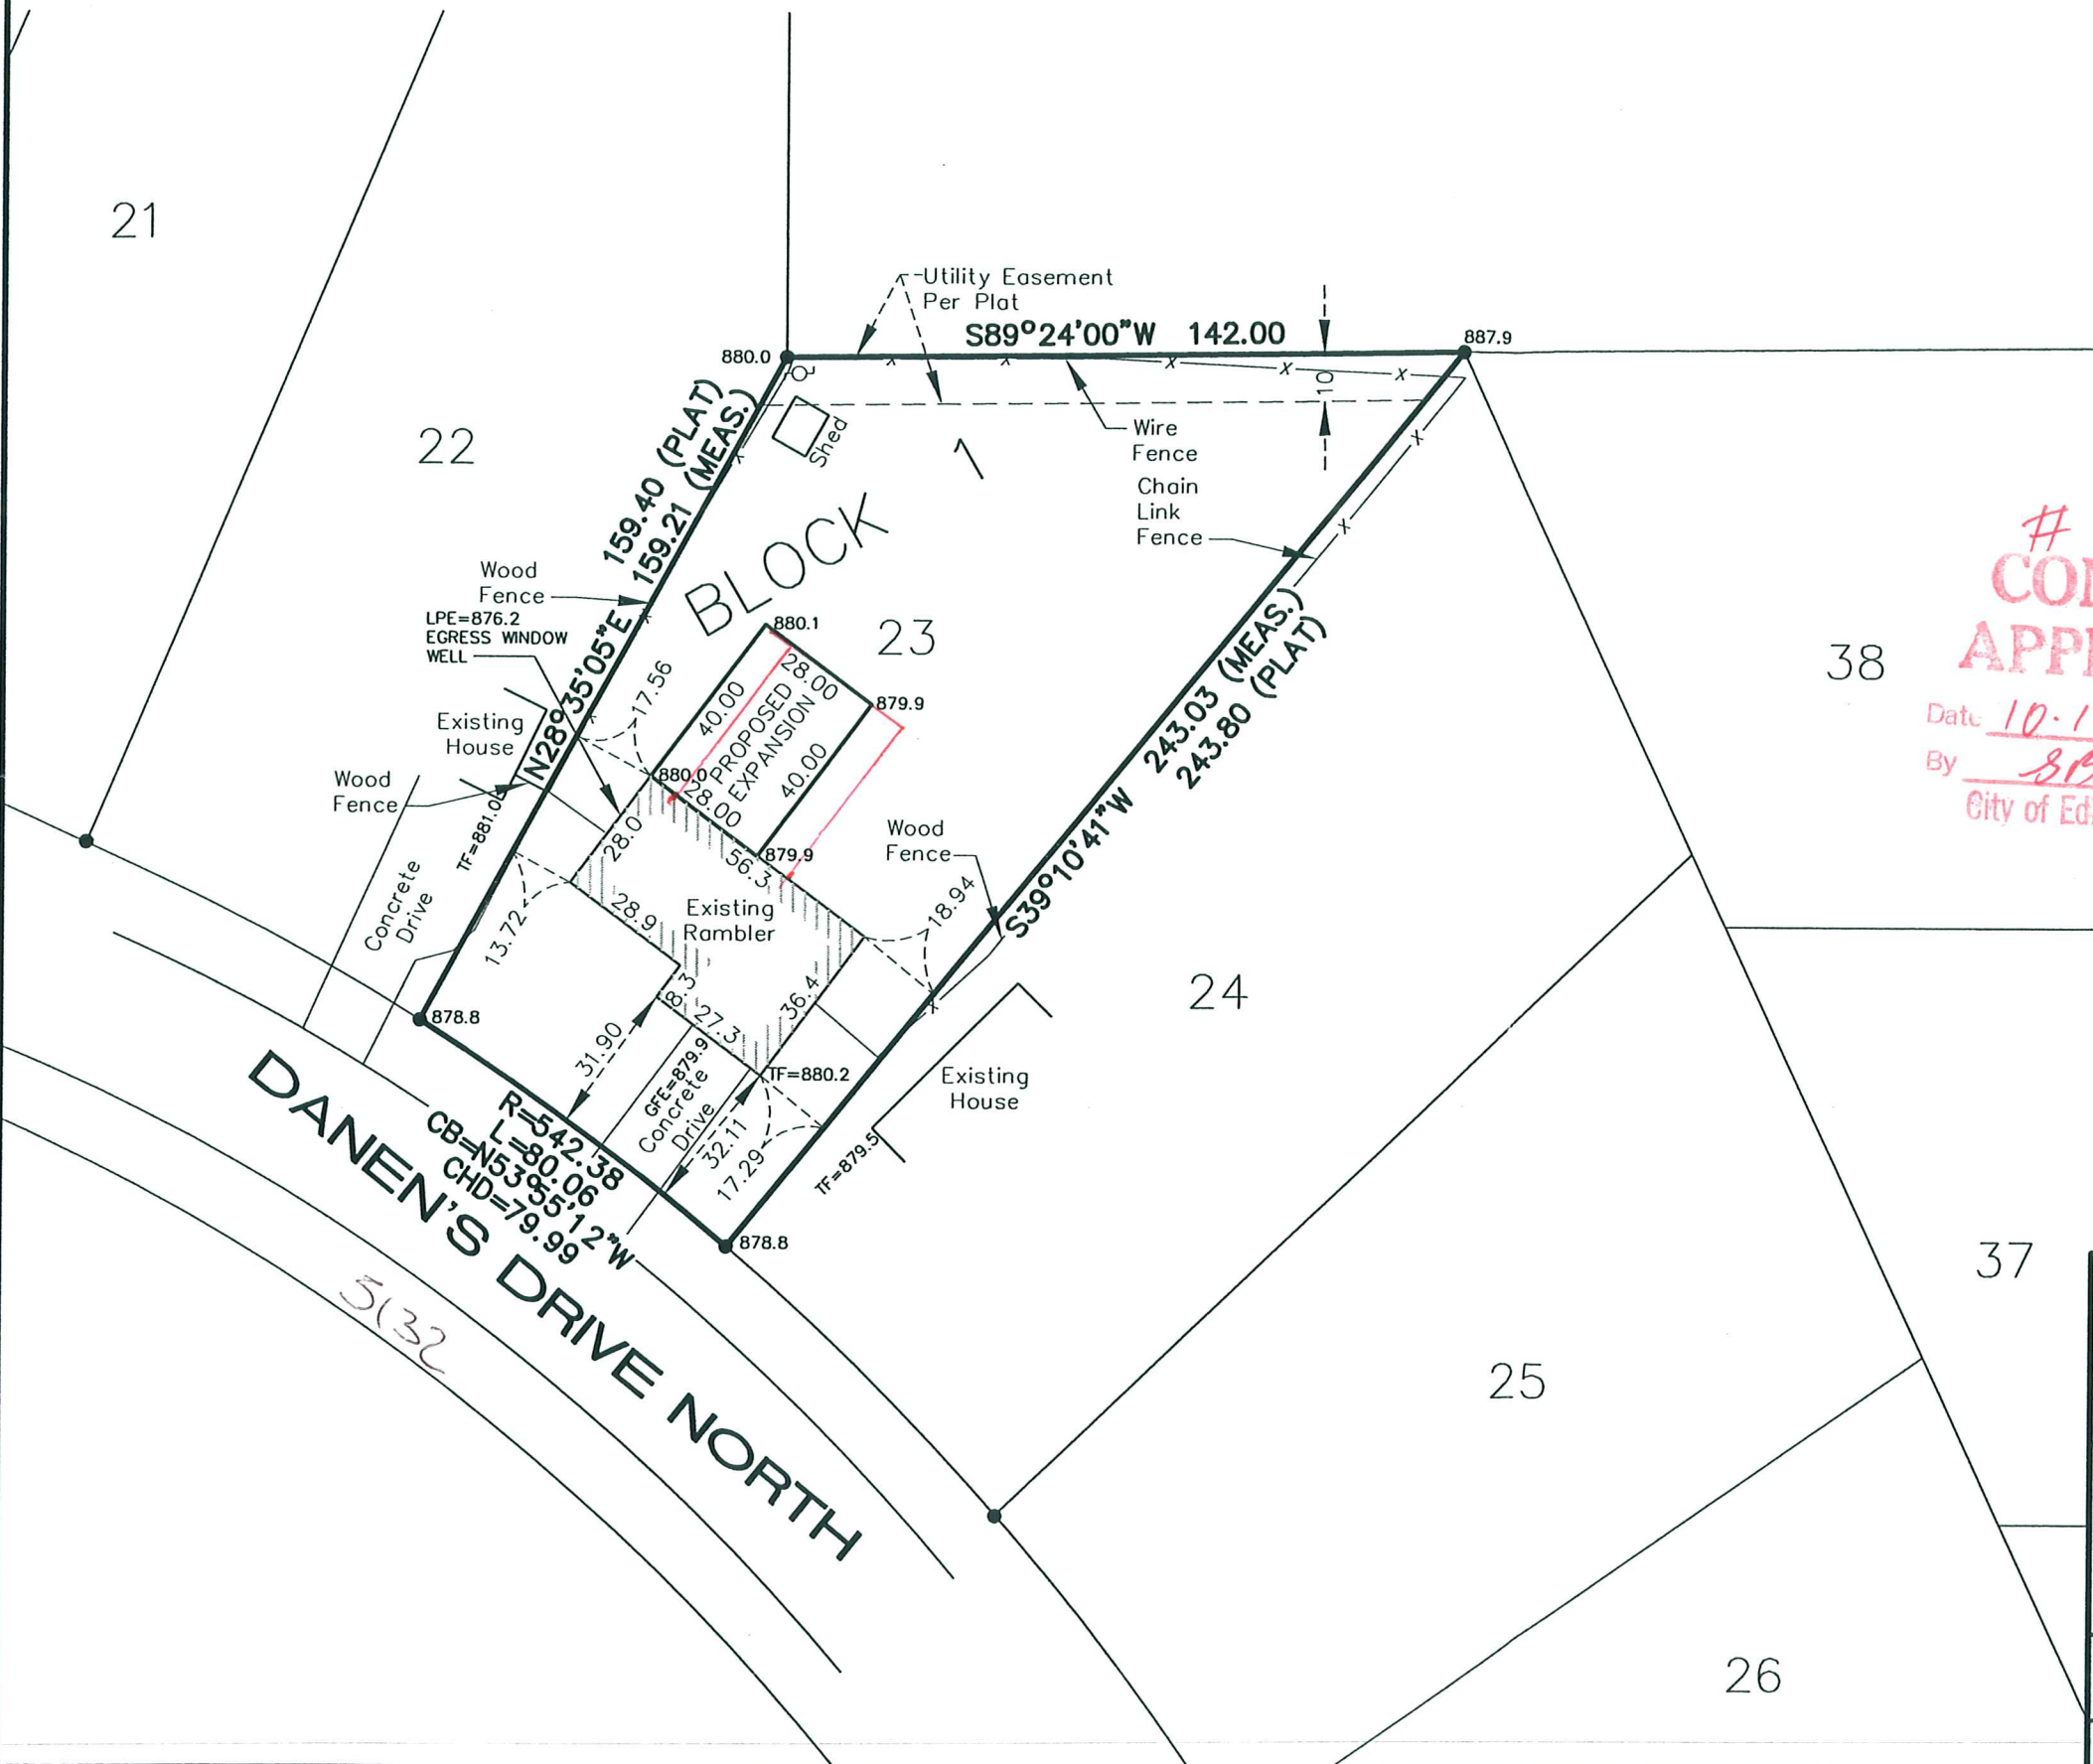 21
Utility Easement
Per Plat
S89°24'00"W 142.00
887.9
880.0
10
22
159.40 (PLAT)
159.21 (MEAS.)
N28°35'05"E
Shed
Wire
Fence
Chain
Link
Fence
BLOCK 1
#
Date 10.1
By
City of Ed
Wood
Fence
LPE=876.2
EGRESS WINDOW
WELL
880.1
23
38
17.56
28.00
40.00
PROPOSED
EXPANSION
40.00
28.00
879.9
880.0
879.9
243.03 (MEAS.)
243.80 (PLAT)
S39°10'41"W
Existing
House
Wood
Fence
TF=881.0
Concrete
Drive
28.0
56.3
28.9
Existing
Rambler
Wood
Fence
18.94
13.72
8.3
27.3
36.4
24
878.8
31.90
GFE=879.9
Concrete
Drive
TF=880.2
32.11
17.29
Existing
House
TF=879.5
R=542.38
L=80.06
CB=N53°55'12"W
CHD=79.99
878.8
DANEN'S DRIVE NORTH
5132
37
25
26